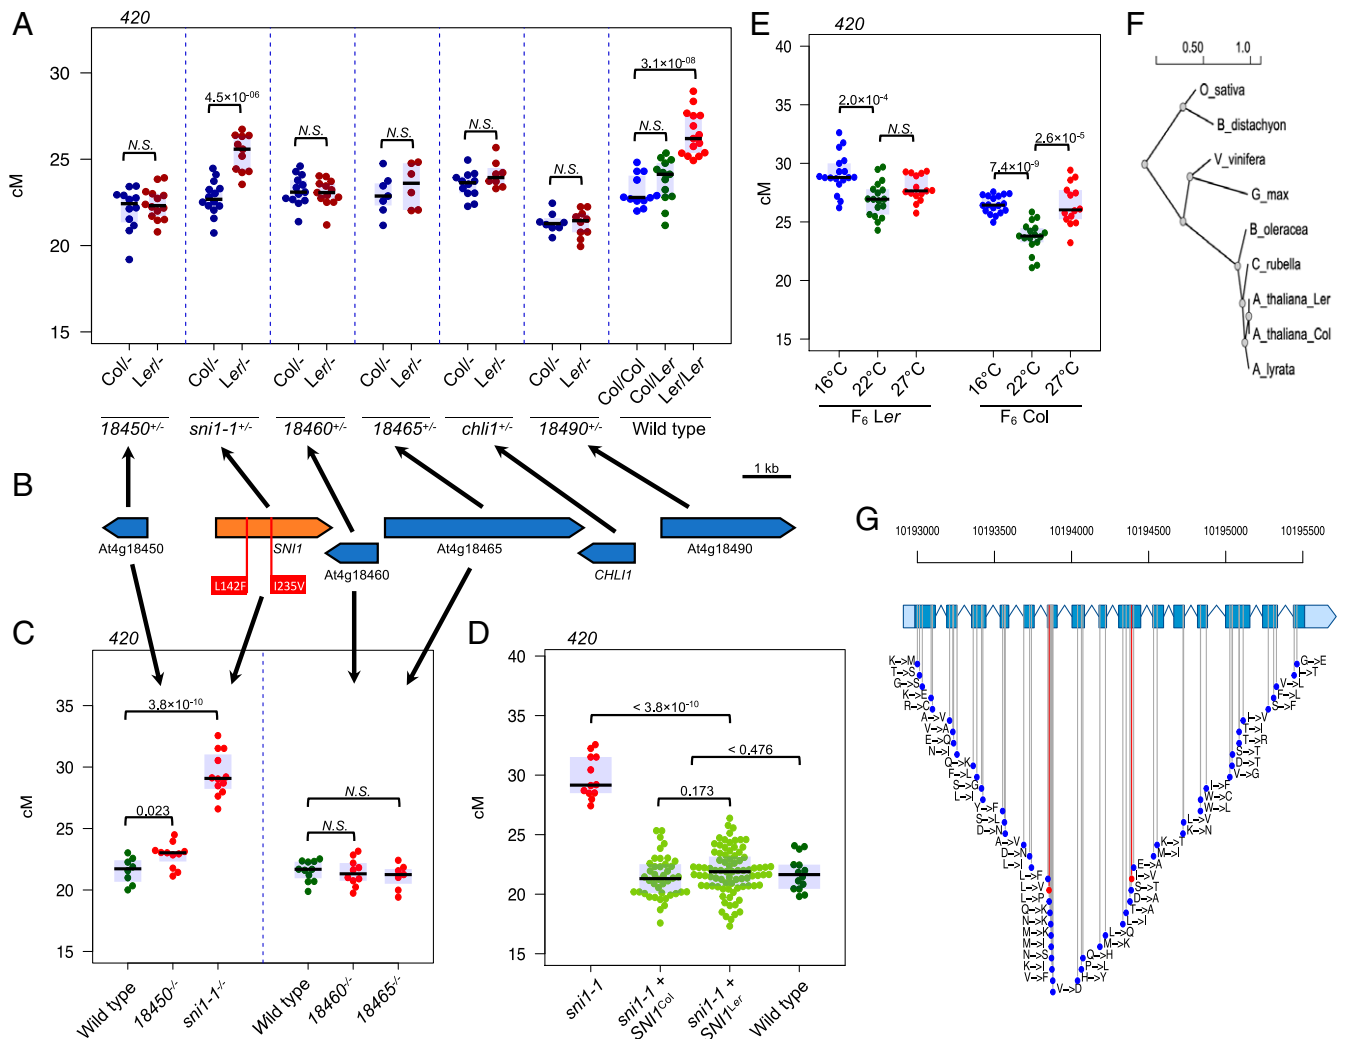 A
420
cM
30
25
20
15
N.S.
4.5×10⁻⁰⁶
N.S.
N.S.
N.S.
N.S.
N.S.
3.1×10⁻⁰⁸
Col/-
Ler/-
Col/-
Ler/-
Col/-
Ler/-
Col/-
Ler/-
Col/-
Ler/-
Col/-
Ler/-
Col/Col
Col/Ler
Ler/Ler
18450⁺/⁻
sni1-1⁺/⁻
18460⁺/⁻
18465⁺/⁻
chli1⁺/⁻
18490⁺/⁻
Wild type
E
420
cM
40
35
30
25
20
15
2.0×10⁻⁴
N.S.
7.4×10⁻⁹
2.6×10⁻⁵
16°C
22°C
27°C
16°C
22°C
27°C
F₆ Ler
F₆ Col
F
0.50
1.0
O_sativa
B_distachyon
V_vinifera
G_max
B_oleracea
C_rubella
A_thaliana_Ler
A_thaliana_Col
A_lyrata
B
1 kb
At4g18450
SNI1
L142F
I235V
At4g18460
At4g18465
CHLI1
At4g18490
C
420
cM
35
30
25
20
15
3.8×10⁻¹⁰
0.023
N.S.
N.S.
Wild type
18450⁻/⁻
sni1-1⁻/⁻
Wild type
18460⁻/⁻
18465⁻/⁻
D
420
cM
40
35
30
25
20
15
< 3.8×10⁻¹⁰
< 0.476
0.173
sni1-1
sni1-1 +
SNI1ᶜᵒˡ
sni1-1 +
SNI1ᴸᵉʳ
Wild type
G
10193000
10193500
10194000
10194500
10195000
10195500
K->M
T->S
G->S
K->E
R->C
A->V
V->A
E->Q
N->I
Q->K
F->L
S->G
L->I
Y->F
S->L
D->N
A->V
D->N
L->I
L->F
L->V
L->P
Q->K
N->K
M->K
M->I
N->S
K->I
V->F
V->D
H->Y
P->L
Q->H
M->K
L->Q
L->I
T->A
D->A
S->T
I->V
E->A
M->I
K->T
K->N
L->V
W->L
W->C
I->F
V->G
D->T
S->T
T->R
T->I
I->V
S->F
F->L
V->L
I->T
G->E